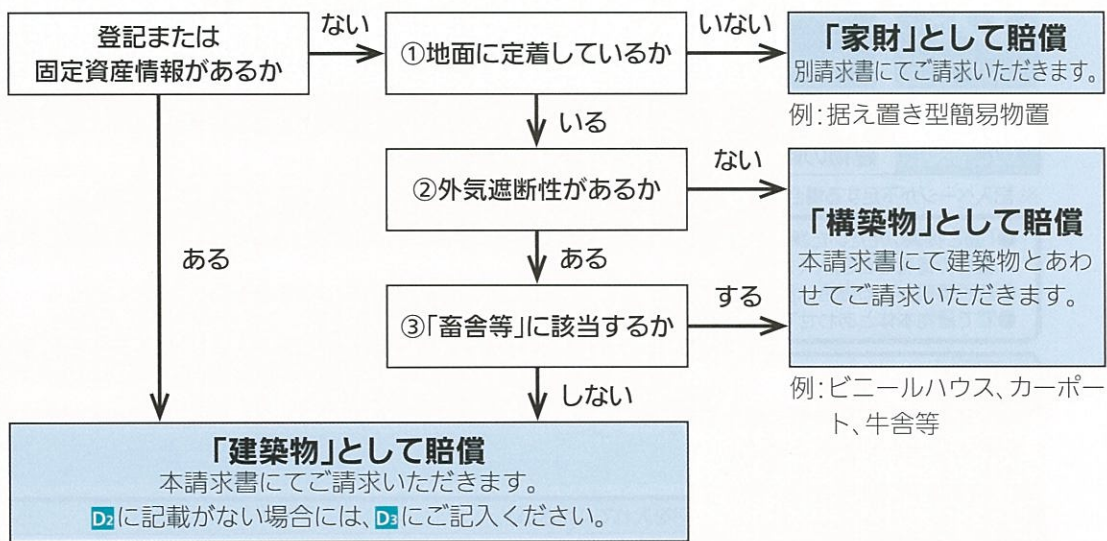 登記または
固定資産情報があるか
ない
①地面に定着しているか
いない
「家財」として賠償
別請求書にてご請求いただきます。
例:据え置き型簡易物置
いる
②外気遮断性があるか
ない
「構築物」として賠償
本請求書にて建築物とあわ
せてご請求いただきます。
例:ビニールハウス、カーポー
ト、牛舎等
ある
ある
③「畜舎等」に該当するか
する
しない
「建築物」として賠償
本請求書にてご請求いただきます。
D2に記載がない場合には、D3にご記入ください。